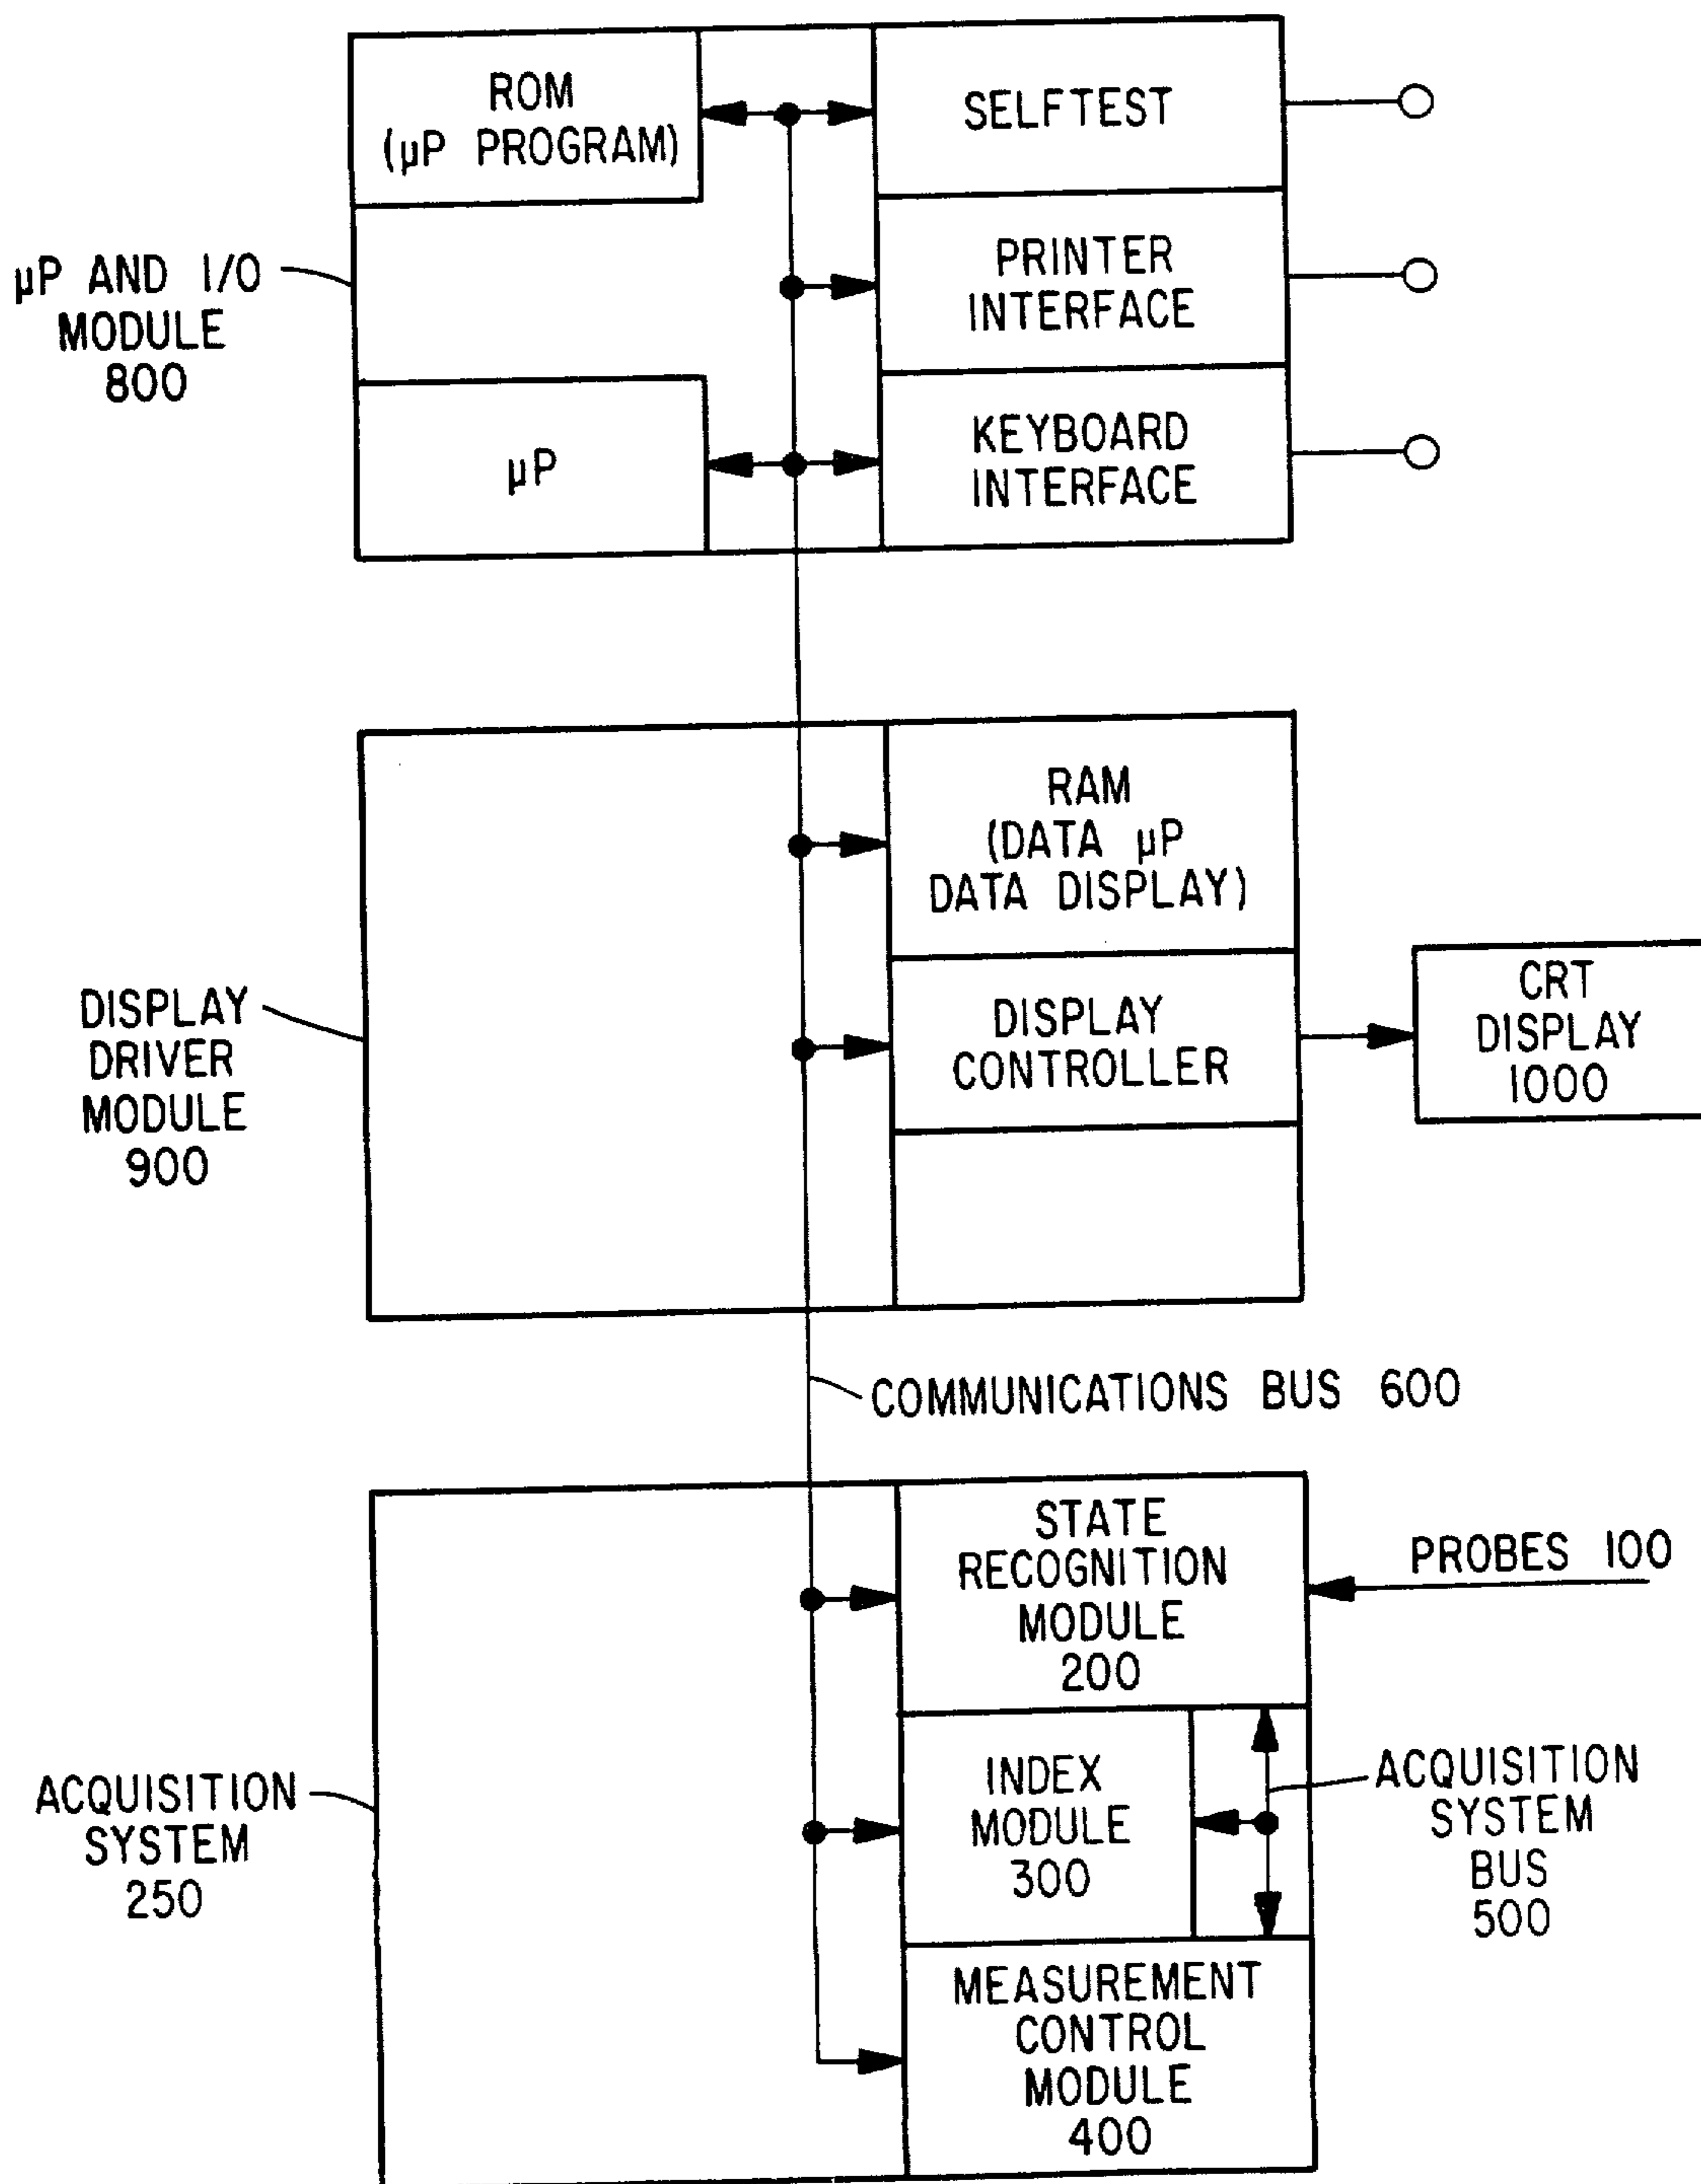 ROM
(µP PROGRAM)
SELFTEST
PRINTER
INTERFACE
µP AND I/O
MODULE
800
µP
KEYBOARD
INTERFACE
RAM
(DATA µP
DATA DISPLAY)
DISPLAY
DRIVER
MODULE
900
DISPLAY
CONTROLLER
CRT
DISPLAY
1000
COMMUNICATIONS BUS 600
STATE
RECOGNITION
MODULE
200
PROBES 100
ACQUISITION
SYSTEM
250
INDEX
MODULE
300
ACQUISITION
SYSTEM
BUS
500
MEASUREMENT
CONTROL
MODULE
400